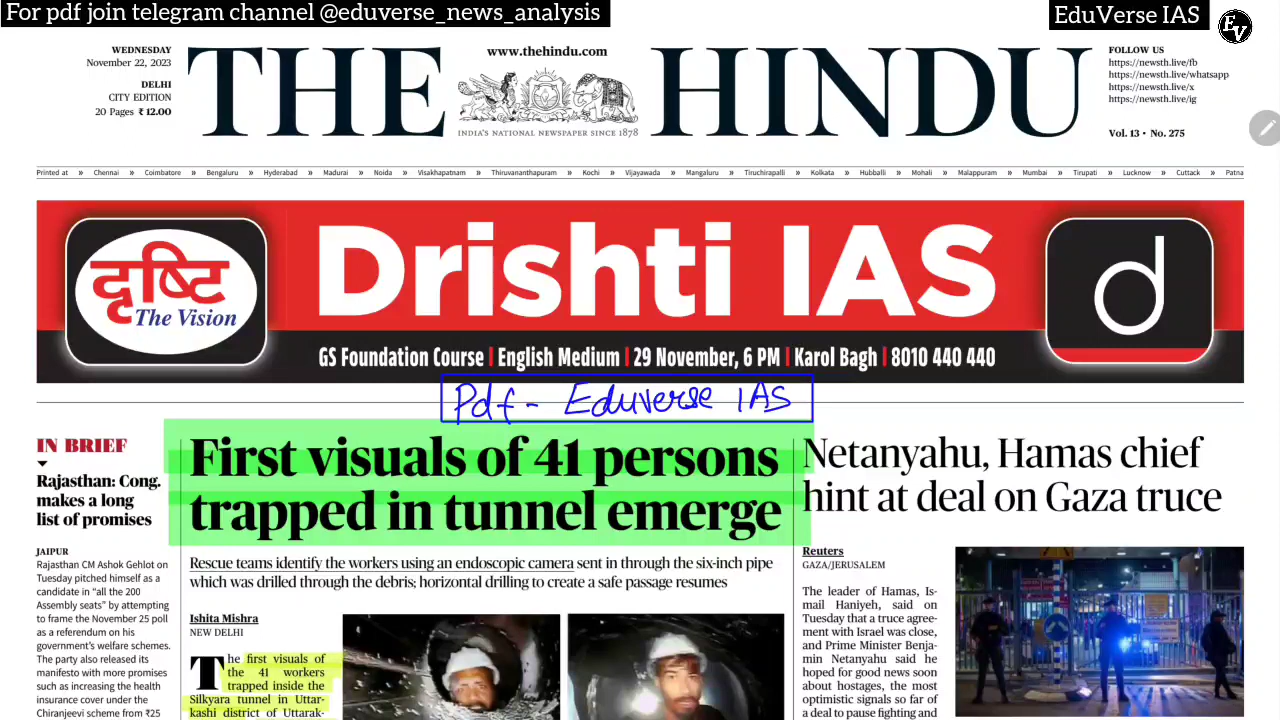 For pdf join telegram channel @eduverse_news_analysis
EduVerse IAS
EV
WEDNESDAY
November 22, 2023
DELHI
CITY EDITION
20 Pages ₹ 12.00
THE HINDU
www.thehindu.com
INDIA'S NATIONAL NEWSPAPER SINCE 1878
FOLLOW US
https://newsth.live/fb
https://newsth.live/whatsapp
https://newsth.live/x
https://newsth.live/ig
Vol. 13 • No. 275
Printed at » Chennai » Coimbatore » Bengaluru » Hyderabad » Madurai » Noida » Visakhapatnam » Thiruvananthapuram » Kochi » Vijayawada » Mangaluru » Tiruchirapalli » Kolkata » Hubballi » Mohali » Malappuram » Mumbai » Tirupati » Lucknow » Cuttack » Patna
दृष्टि
The Vision
Drishti IAS
d
GS Foundation Course | English Medium | 29 November, 6 PM | Karol Bagh | 8010 440 440
Pdf - Eduverse IAS
IN BRIEF
Rajasthan: Cong.
makes a long
list of promises
JAIPUR
Rajasthan CM Ashok Gehlot on
Tuesday pitched himself as a
candidate in “all the 200
Assembly seats” by attempting
to frame the November 25 poll
as a referendum on his
government's welfare schemes.
The party also released its
manifesto with more promises
such as increasing the health
insurance cover under the
Chiranjeevi scheme from ₹25
First visuals of 41 persons
trapped in tunnel emerge
Rescue teams identify the workers using an endoscopic camera sent in through the six-inch pipe
which was drilled through the debris; horizontal drilling to create a safe passage resumes
Ishita Mishra
NEW DELHI
The first visuals of
the 41 workers
trapped inside the
Silkyara tunnel in Uttar-
kashi district of Uttarak-
Netanyahu, Hamas chief
hint at deal on Gaza truce
Reuters
GAZA/JERUSALEM
The leader of Hamas, Is-
mail Haniyeh, said on
Tuesday that a truce agree-
ment with Israel was close,
and Prime Minister Benja-
min Netanyahu said he
hoped for good news soon
about hostages, the most
optimistic signals so far of
a deal to pause fighting and